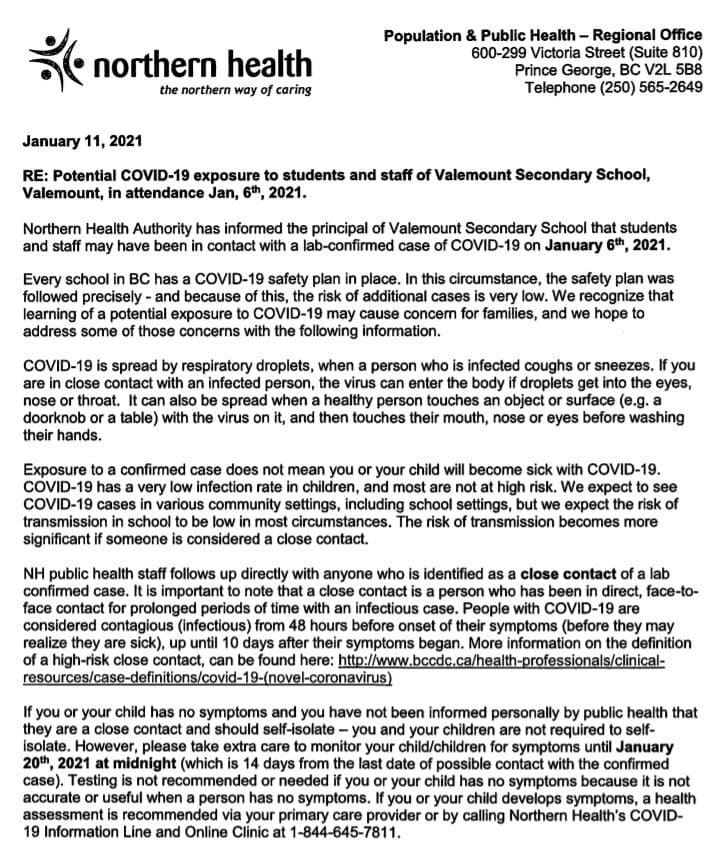 northern health
the northern way of caring
Population & Public Health – Regional Office
600-299 Victoria Street (Suite 810)
Prince George, BC V2L 5B8
Telephone (250) 565-2649
January 11, 2021
RE: Potential COVID-19 exposure to students and staff of Valemount Secondary School,
Valemount, in attendance Jan, 6th, 2021.
Northern Health Authority has informed the principal of Valemount Secondary School that students
and staff may have been in contact with a lab-confirmed case of COVID-19 on January 6th, 2021.
Every school in BC has a COVID-19 safety plan in place. In this circumstance, the safety plan was
followed precisely - and because of this, the risk of additional cases is very low. We recognize that
learning of a potential exposure to COVID-19 may cause concern for families, and we hope to
address some of those concerns with the following information.
COVID-19 is spread by respiratory droplets, when a person who is infected coughs or sneezes. If you
are in close contact with an infected person, the virus can enter the body if droplets get into the eyes,
nose or throat. It can also be spread when a healthy person touches an object or surface (e.g. a
doorknob or a table) with the virus on it, and then touches their mouth, nose or eyes before washing
their hands.
Exposure to a confirmed case does not mean you or your child will become sick with COVID-19.
COVID-19 has a very low infection rate in children, and most are not at high risk. We expect to see
COVID-19 cases in various community settings, including school settings, but we expect the risk of
transmission in school to be low in most circumstances. The risk of transmission becomes more
significant if someone is considered a close contact.
NH public health staff follows up directly with anyone who is identified as a close contact of a lab
confirmed case. It is important to note that a close contact is a person who has been in direct, face-to-
face contact for prolonged periods of time with an infectious case. People with COVID-19 are
considered contagious (infectious) from 48 hours before onset of their symptoms (before they may
realize they are sick), up until 10 days after their symptoms began. More information on the definition
of a high-risk close contact, can be found here: http://www.bccdc.ca/health-professionals/clinical-
resources/case-definitions/covid-19-(novel-coronavirus)
If you or your child has no symptoms and you have not been informed personally by public health that
they are a close contact and should self-isolate – you and your children are not required to self-
isolate. However, please take extra care to monitor your child/children for symptoms until January
20th, 2021 at midnight (which is 14 days from the last date of possible contact with the confirmed
case). Testing is not recommended or needed if you or your child has no symptoms because it is not
accurate or useful when a person has no symptoms. If you or your child develops symptoms, a health
assessment is recommended via your primary care provider or by calling Northern Health's COVID-
19 Information Line and Online Clinic at 1-844-645-7811.